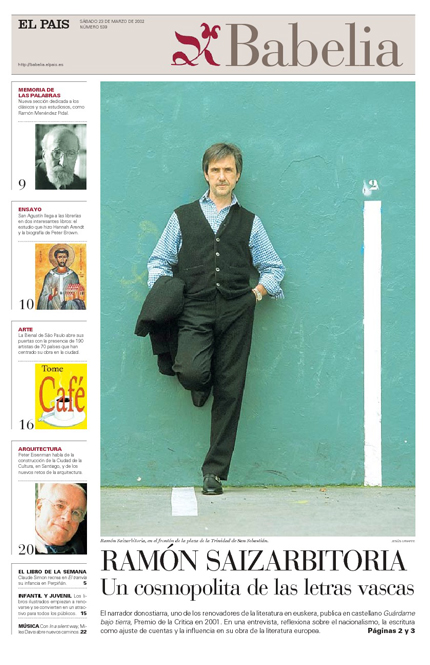 EL PAIS
SÁBADO 23 DE MARZO DE 2002
NÚMERO 539
Babelia
http://babelia.elpais.es
MEMORIA DE
LAS PALABRAS
Nueva sección dedicada a los
clásicos y sus estudiosos, como
Ramón Menéndez Pidal.
9
ENSAYO
San Agustín llega a las librerías
en dos interesantes libros: el
estudio que hizo Hannah Arendt
y la biografía de Peter Brown.
10
ARTE
La Bienal de São Paulo abre sus
puertas con la presencia de 190
artistas de 70 países que han
centrado su obra en la ciudad.
Tome
Café
16
ARQUITECTURA
Peter Eisenman habla de la
construcción de la Ciudad de la
Cultura, en Santiago, y de los
nuevos retos de la arquitectura.
20
EL LIBRO DE LA SEMANA
Claude Simon recrea en El tranvía
su infancia en Perpiñán. 5
INFANTIL Y JUVENIL Los li-
bros ilustrados empiezan a reno-
varse y se convierten en un atrac-
tivo para todos los públicos. 15
MÚSICA Con In a silent way, Mi-
les Davis abre nuevos caminos. 22
Ramón Saizarbitoria, en el frontón de la plaza de la Trinidad de San Sebastián.
RAMÓN SAIZARBITORIA
Un cosmopolita de las letras vascas
El narrador donostiarra, uno de los renovadores de la literatura en euskera, publica en castellano Guárdame
bajo tierra, Premio de la Crítica en 2001. En una entrevista, reflexiona sobre el nacionalismo, la escritura
como ajuste de cuentas y la influencia en su obra de la literatura europea. Páginas 2 y 3